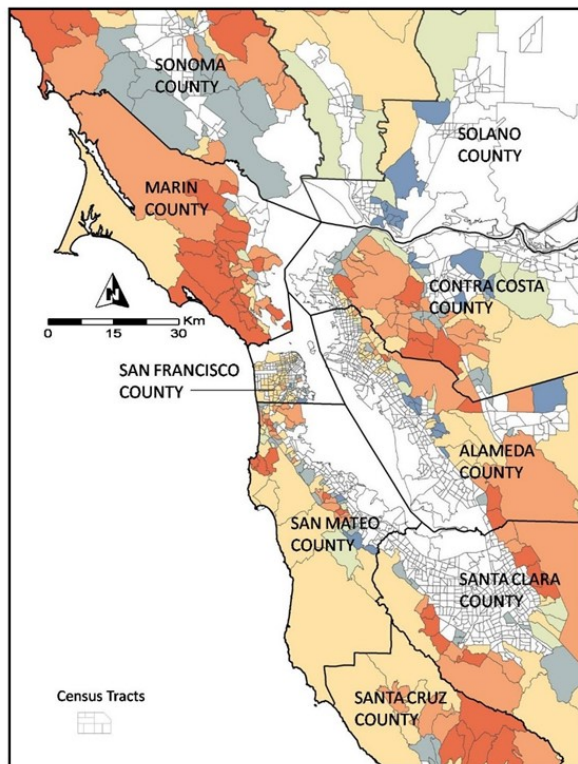 SONOMA
COUNTY
SOLANO
COUNTY
MARIN
COUNTY
CONTRA COSTA
COUNTY
N
Km
0 15 30
SAN FRANCISCO
COUNTY
ALAMEDA
COUNTY
SAN MATEO
COUNTY
SANTA CLARA
COUNTY
Census Tracts
SANTA CRUZ
COUNTY